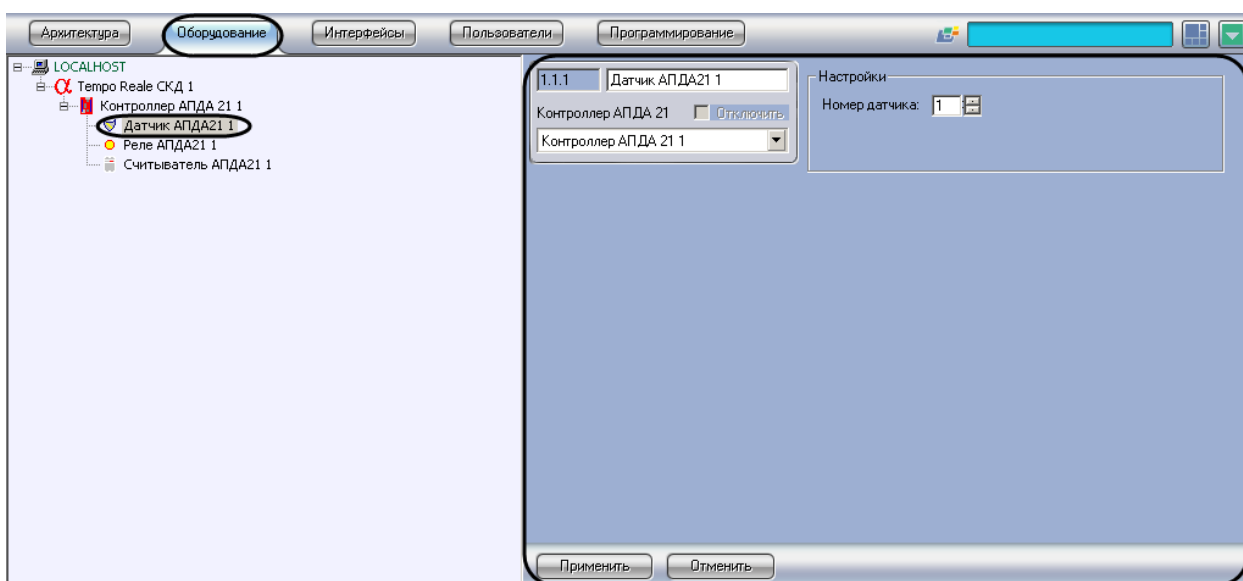 Архитектура Оборудование Интерфейсы Пользователи Программирование
LOCALHOST
Tempo Reale СКД 1
Контроллер АПДА 21 1
Датчик АПДА21 1
Реле АПДА21 1
Считыватель АПДА21 1
1.1.1 Датчик АПДА21 1
Контроллер АПДА 21 Отключить
Контроллер АПДА 21 1
Настройки
Номер датчика: 1
Применить Отменить